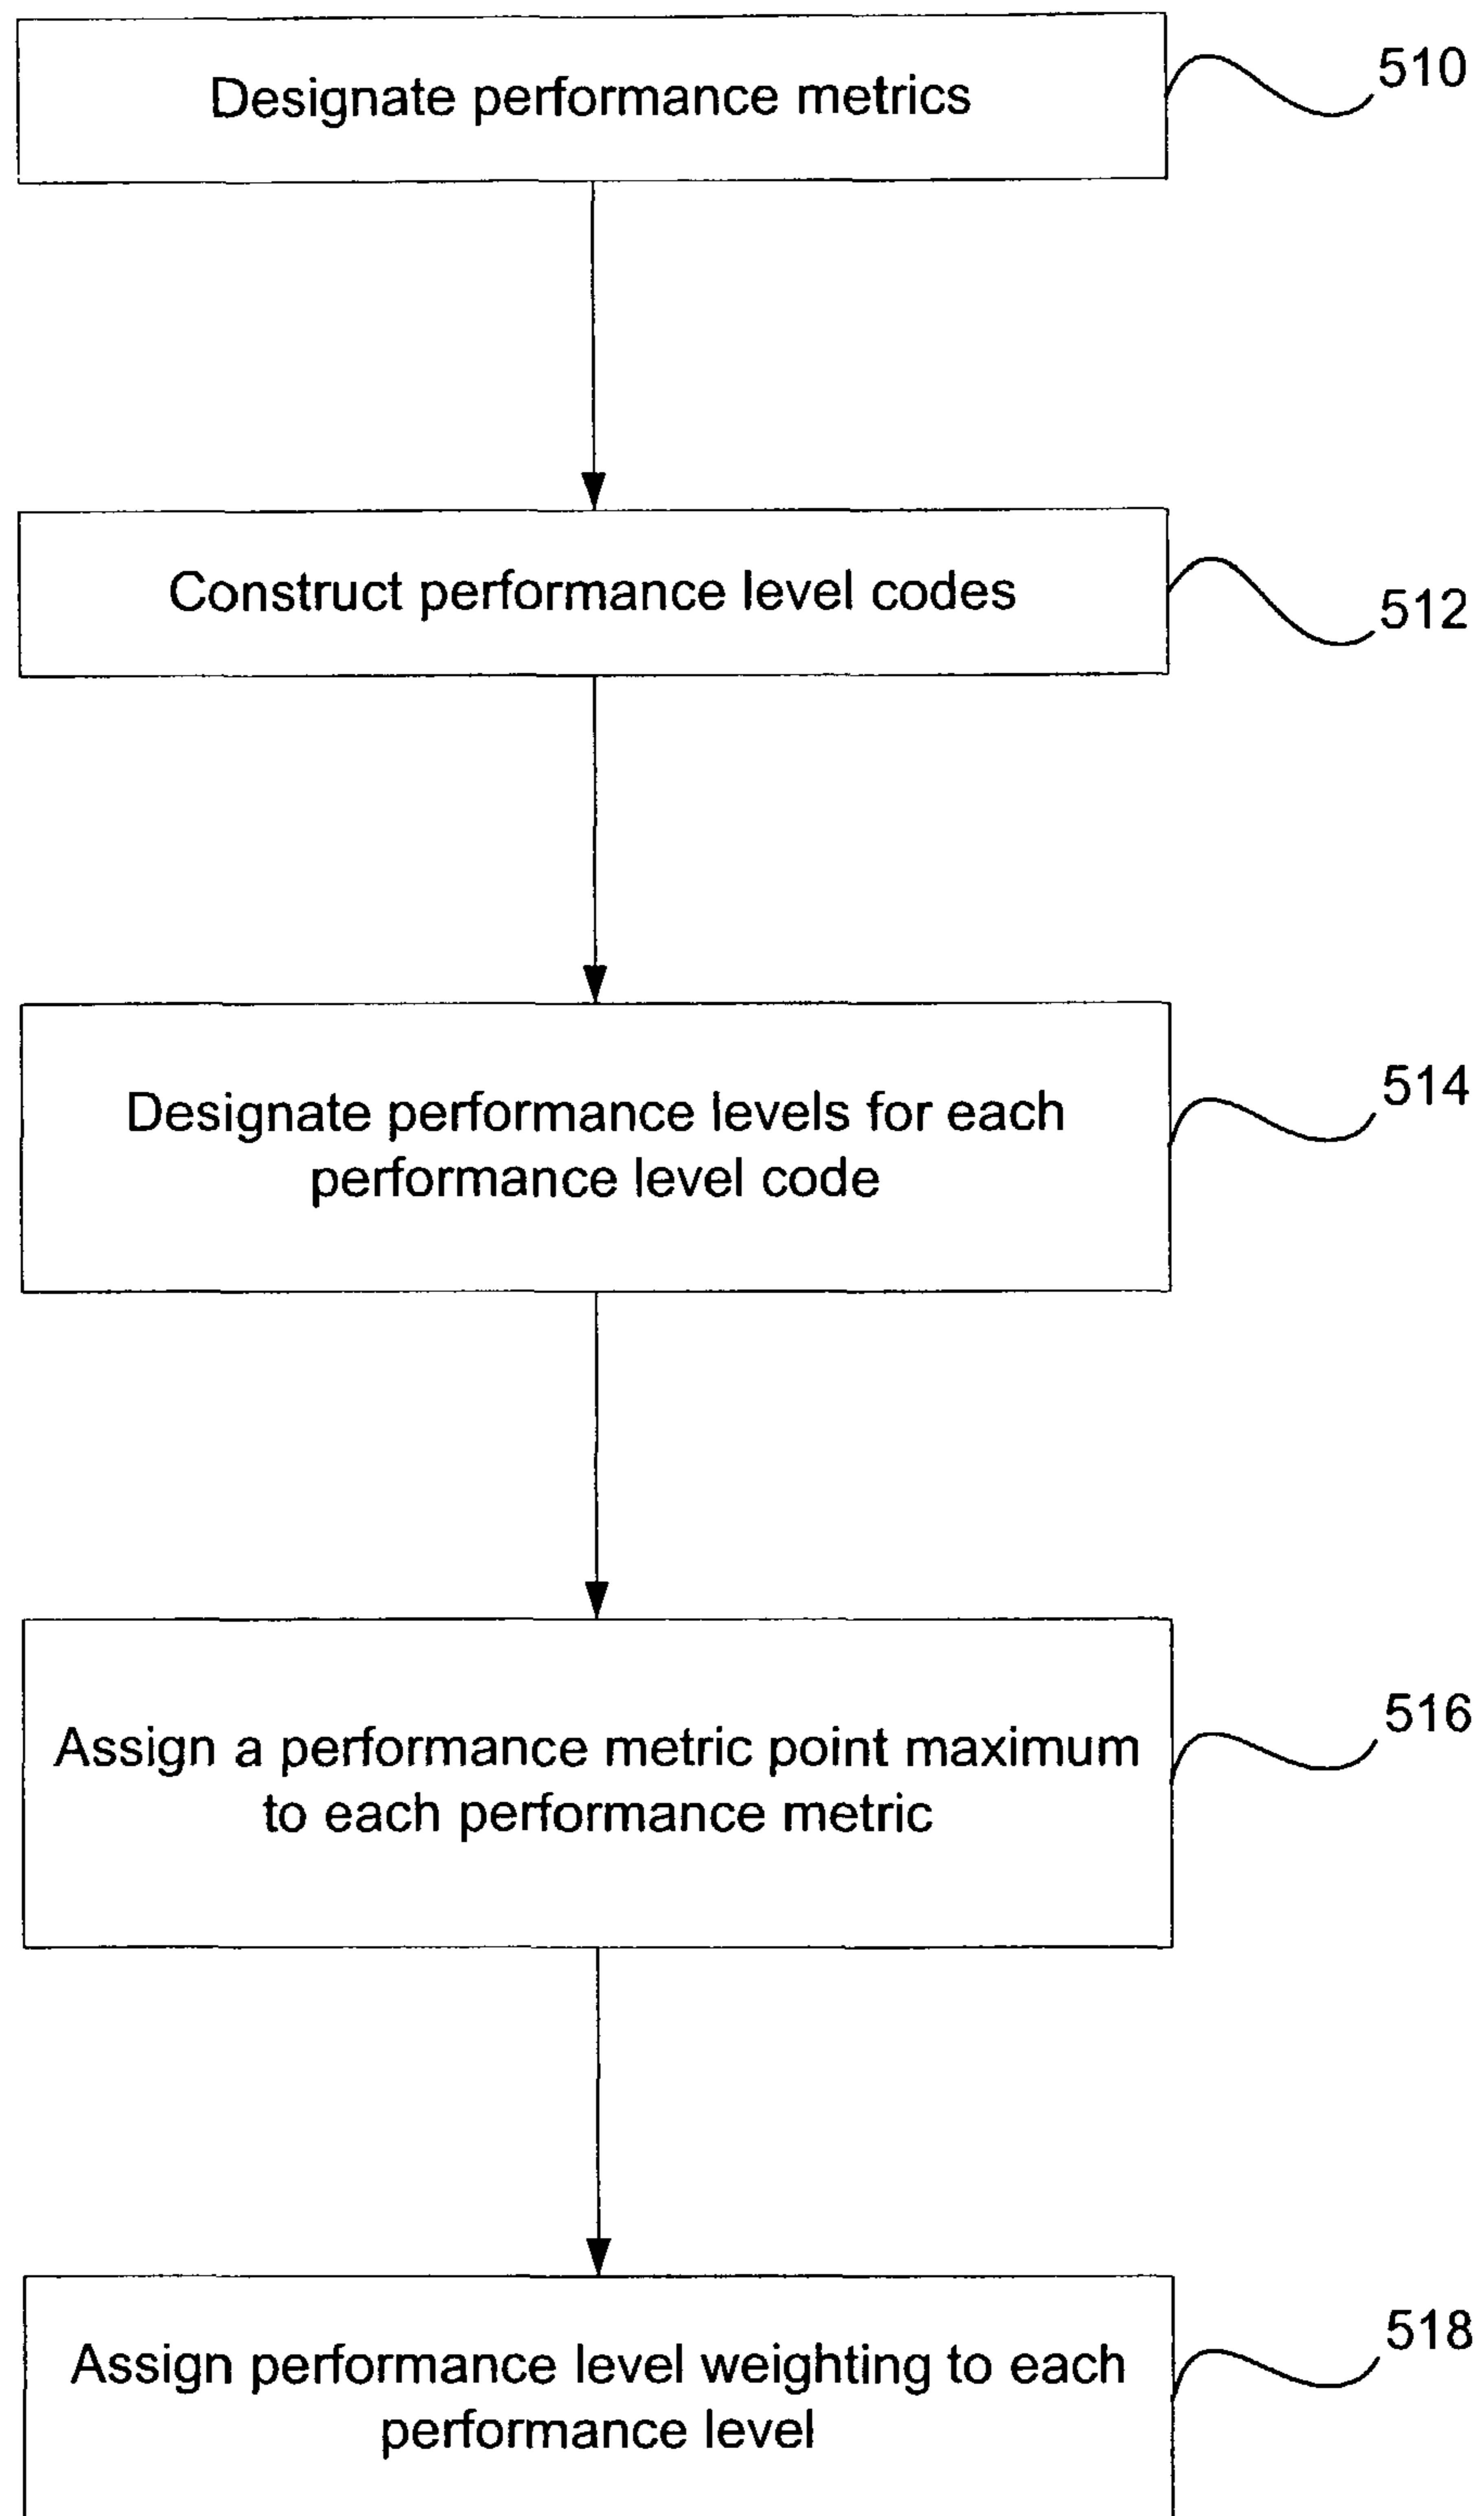 Designate performance metrics
510
Construct performance level codes
512
Designate performance levels for each
performance level code
514
Assign a performance metric point maximum
to each performance metric
516
Assign performance level weighting to each
performance level
518